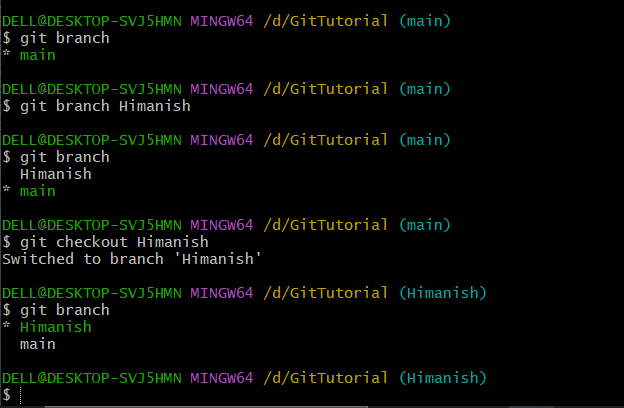 DELL@DESKTOP-SVJ5HMN MINGW64 /d/GitTutorial (main)
$ git branch
* main
DELL@DESKTOP-SVJ5HMN MINGW64 /d/GitTutorial (main)
$ git branch Himanish
DELL@DESKTOP-SVJ5HMN MINGW64 /d/GitTutorial (main)
$ git branch
  Himanish
* main
DELL@DESKTOP-SVJ5HMN MINGW64 /d/GitTutorial (main)
$ git checkout Himanish
Switched to branch 'Himanish'
DELL@DESKTOP-SVJ5HMN MINGW64 /d/GitTutorial (Himanish)
$ git branch
* Himanish
  main
DELL@DESKTOP-SVJ5HMN MINGW64 /d/GitTutorial (Himanish)
$